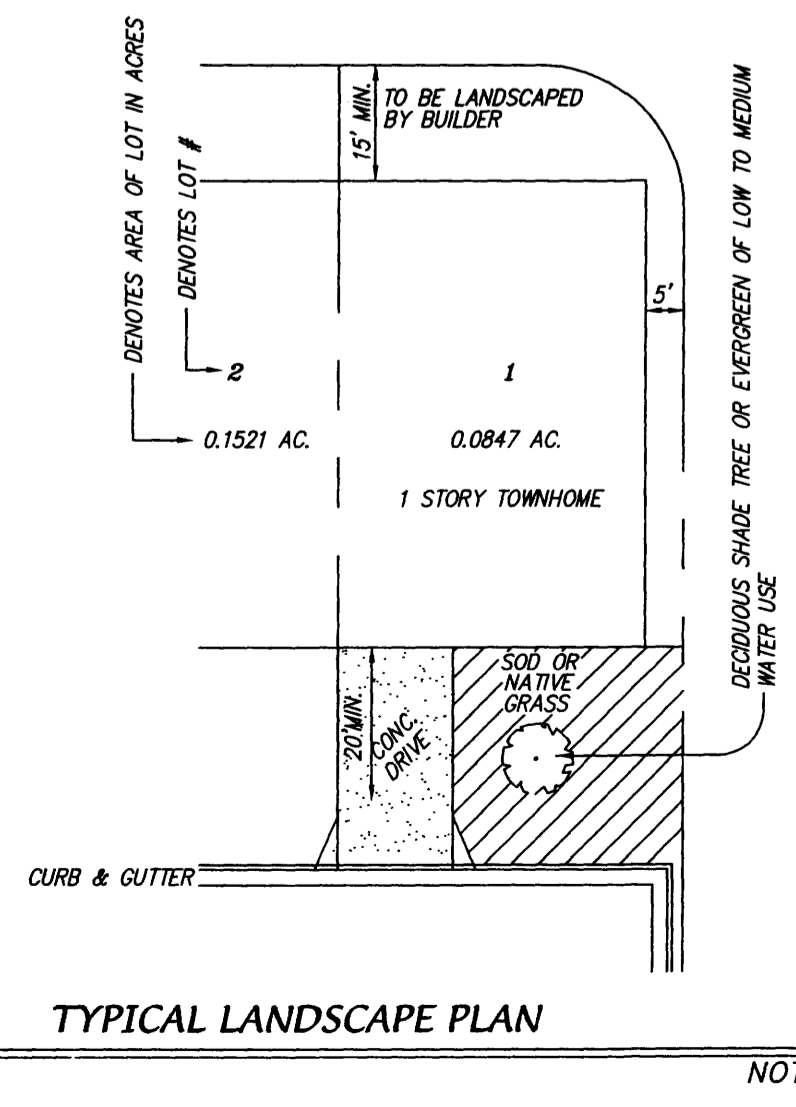 DENOTES AREA OF LOT IN ACRES
DENOTES LOT #
15' MIN.
TO BE LANDSCAPED
BY BUILDER
5'
DECIDUOUS SHADE TREE OR EVERGREEN OF LOW TO MEDIUM
WATER USE
2
1
0.1521 AC.
0.0847 AC.
1 STORY TOWNHOME
20' MIN.
CONC.
DRIVE
SOD OR
NATIVE
GRASS
CURB & GUTTER
TYPICAL LANDSCAPE PLAN